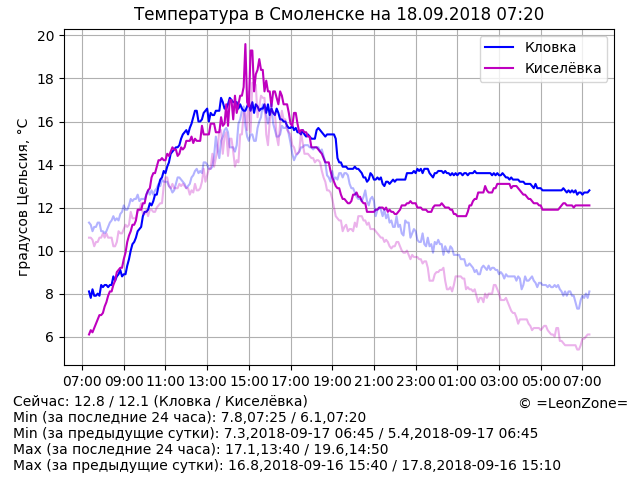 Температура в Смоленске на 18.09.2018 07:20
Кловка
Киселёвка
градусов Цельсия, °C
20
18
16
14
12
10
8
6
07:00 09:00 11:00 13:00 15:00 17:00 19:00 21:00 23:00 01:00 03:00 05:00 07:00
Сейчас: 12.8 / 12.1 (Кловка / Киселёвка)
© =LeonZone=
Min (за последние 24 часа): 7.8,07:25 / 6.1,07:20
Min (за предыдущие сутки): 7.3,2018-09-17 06:45 / 5.4,2018-09-17 06:45
Max (за последние 24 часа): 17.1,13:40 / 19.6,14:50
Max (за предыдущие сутки): 16.8,2018-09-16 15:40 / 17.8,2018-09-16 15:10